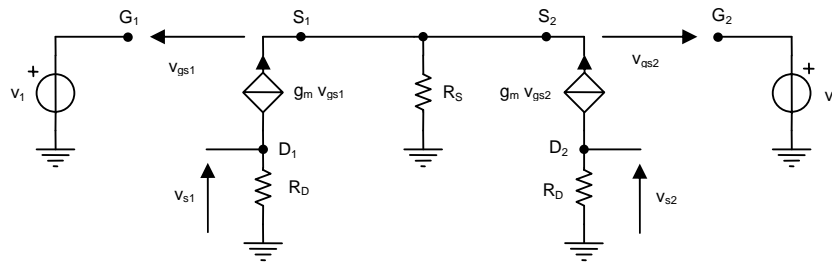 G1 S1 S2 G2
+ vgs1 vgs2 +
v1 gm vgs1 RS gm vgs2 v
D1 D2
vs1 RD RD vs2